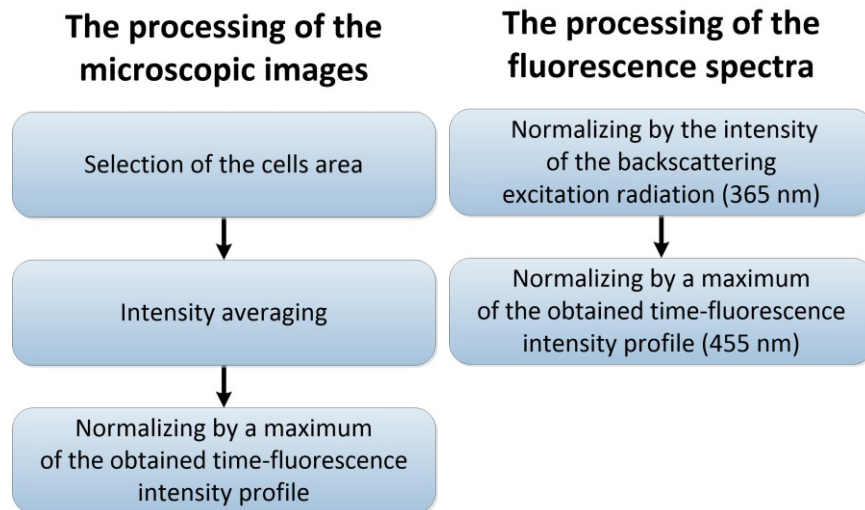 The processing of the
microscopic images
Selection of the cells area
Intensity averaging
Normalizing by a maximum
of the obtained time-fluorescence
intensity profile
The processing of the
fluorescence spectra
Normalizing by the intensity
of the backscattering
excitation radiation (365 nm)
Normalizing by a maximum
of the obtained time-fluorescence
intensity profile (455 nm)